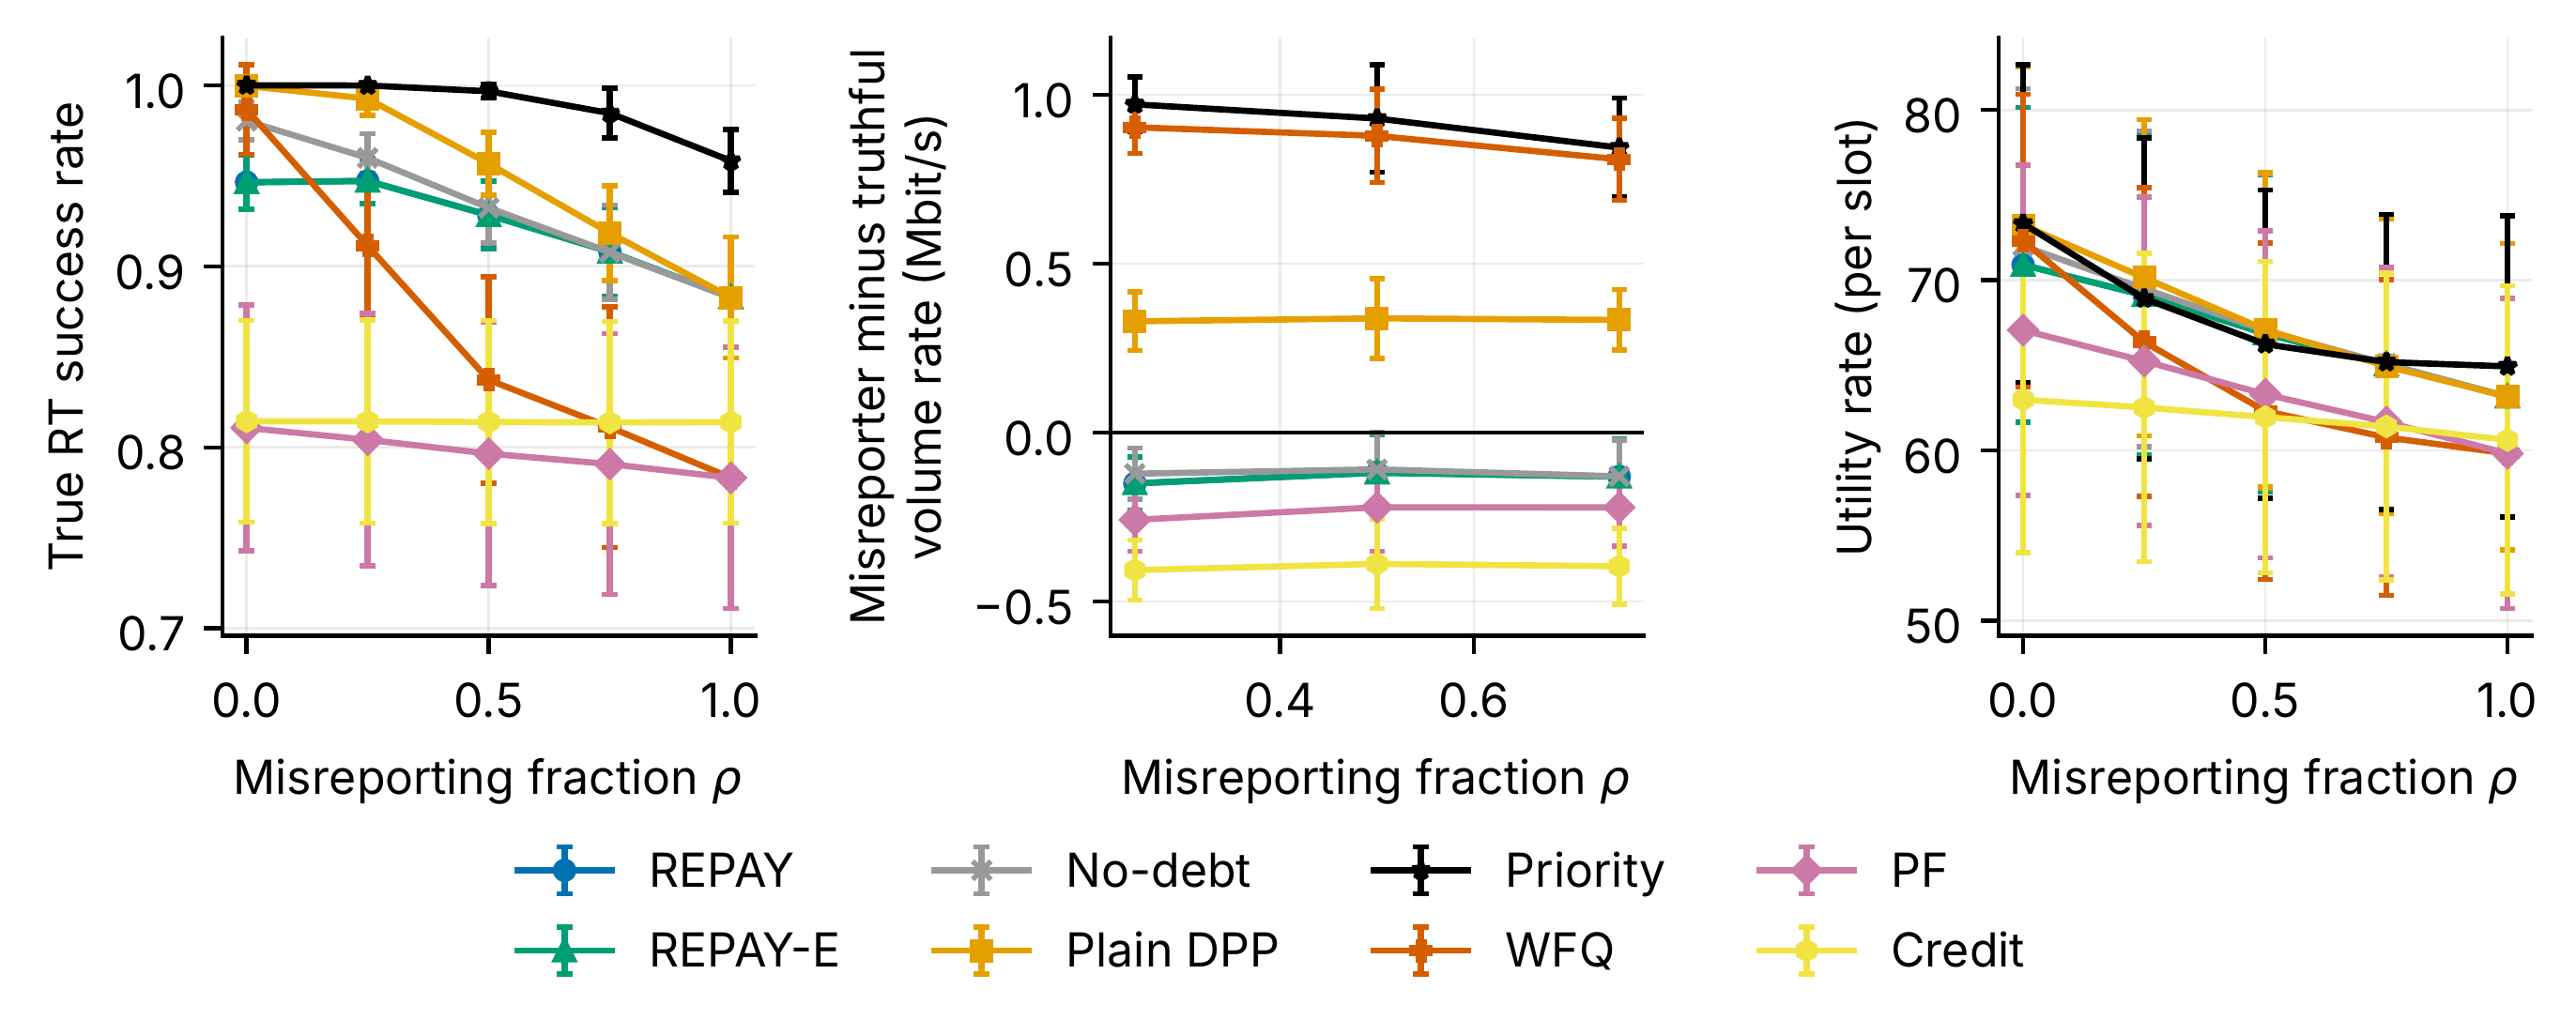 True RT success rate
1.0
0.9
0.8
0.7
0.0 0.5 1.0
Misreporting fraction ρ
Misreporter minus truthful
volume rate (Mbit/s)
1.0
0.5
0.0
−0.5
0.4 0.6
Misreporting fraction ρ
Utility rate (per slot)
80
70
60
50
0.0 0.5 1.0
Misreporting fraction ρ
REPAY No-debt Priority PF
REPAY-E Plain DPP WFQ Credit